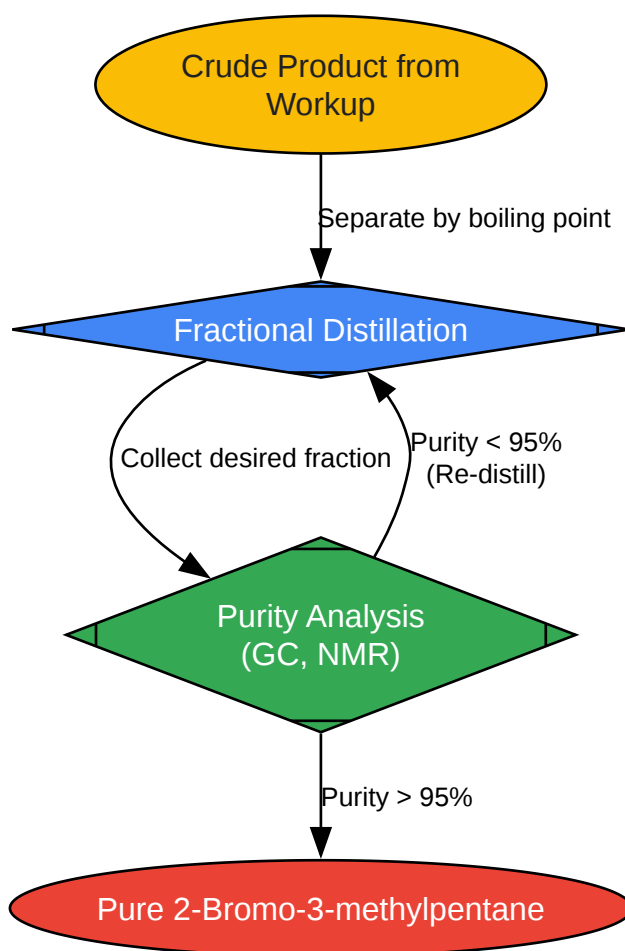 Crude Product from
Workup
Separate by boiling point
Fractional Distillation
Collect desired fraction
Purity < 95%
(Re-distill)
Purity Analysis
(GC, NMR)
Purity > 95%
Pure 2-Bromo-3-methylpentane